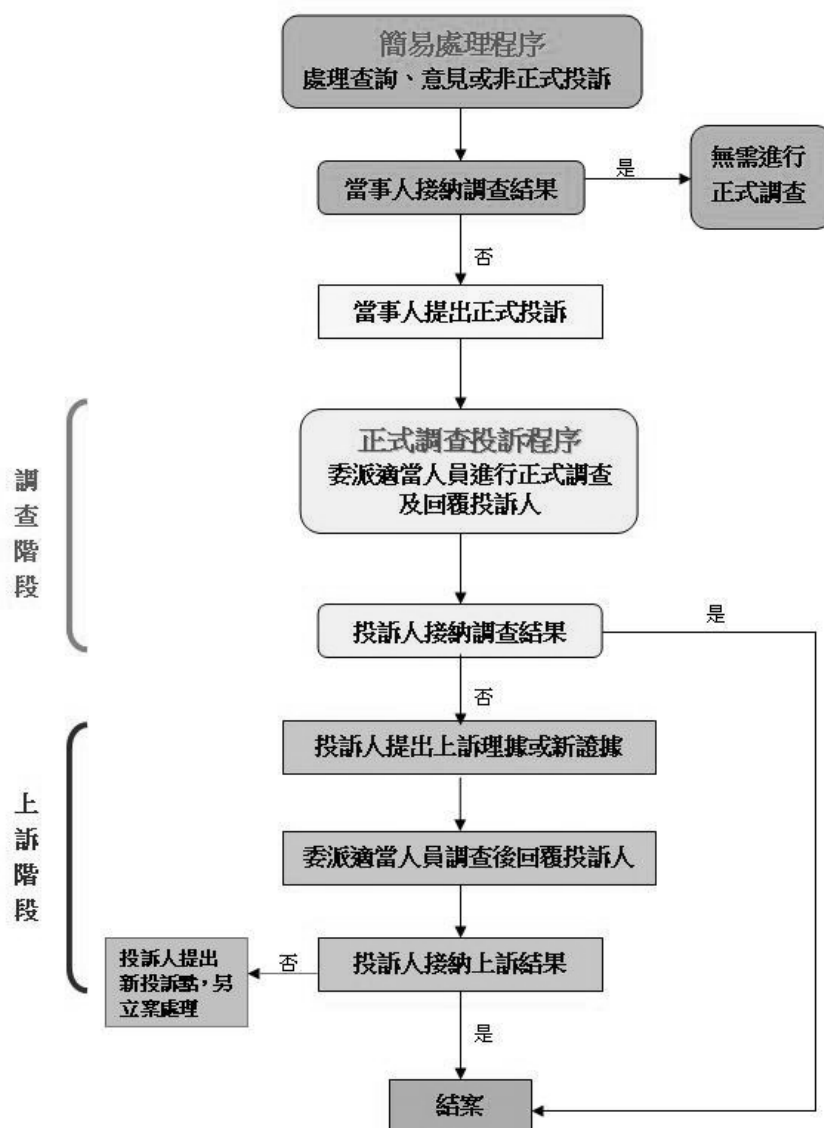 簡易處理程序
處理查詢、意見或非正式投訴
當事人接納調查結果
是
無需進行
正式調查
否
當事人提出正式投訴
調查階段
正式調查投訴程序
委派適當人員進行正式調查
及回覆投訴人
投訴人接納調查結果
是
否
上訴階段
投訴人提出上訴理據或新證據
委派適當人員調查後回覆投訴人
投訴人接納上訴結果
否
投訴人提出
新投訴點，另
立案處理
是
結案